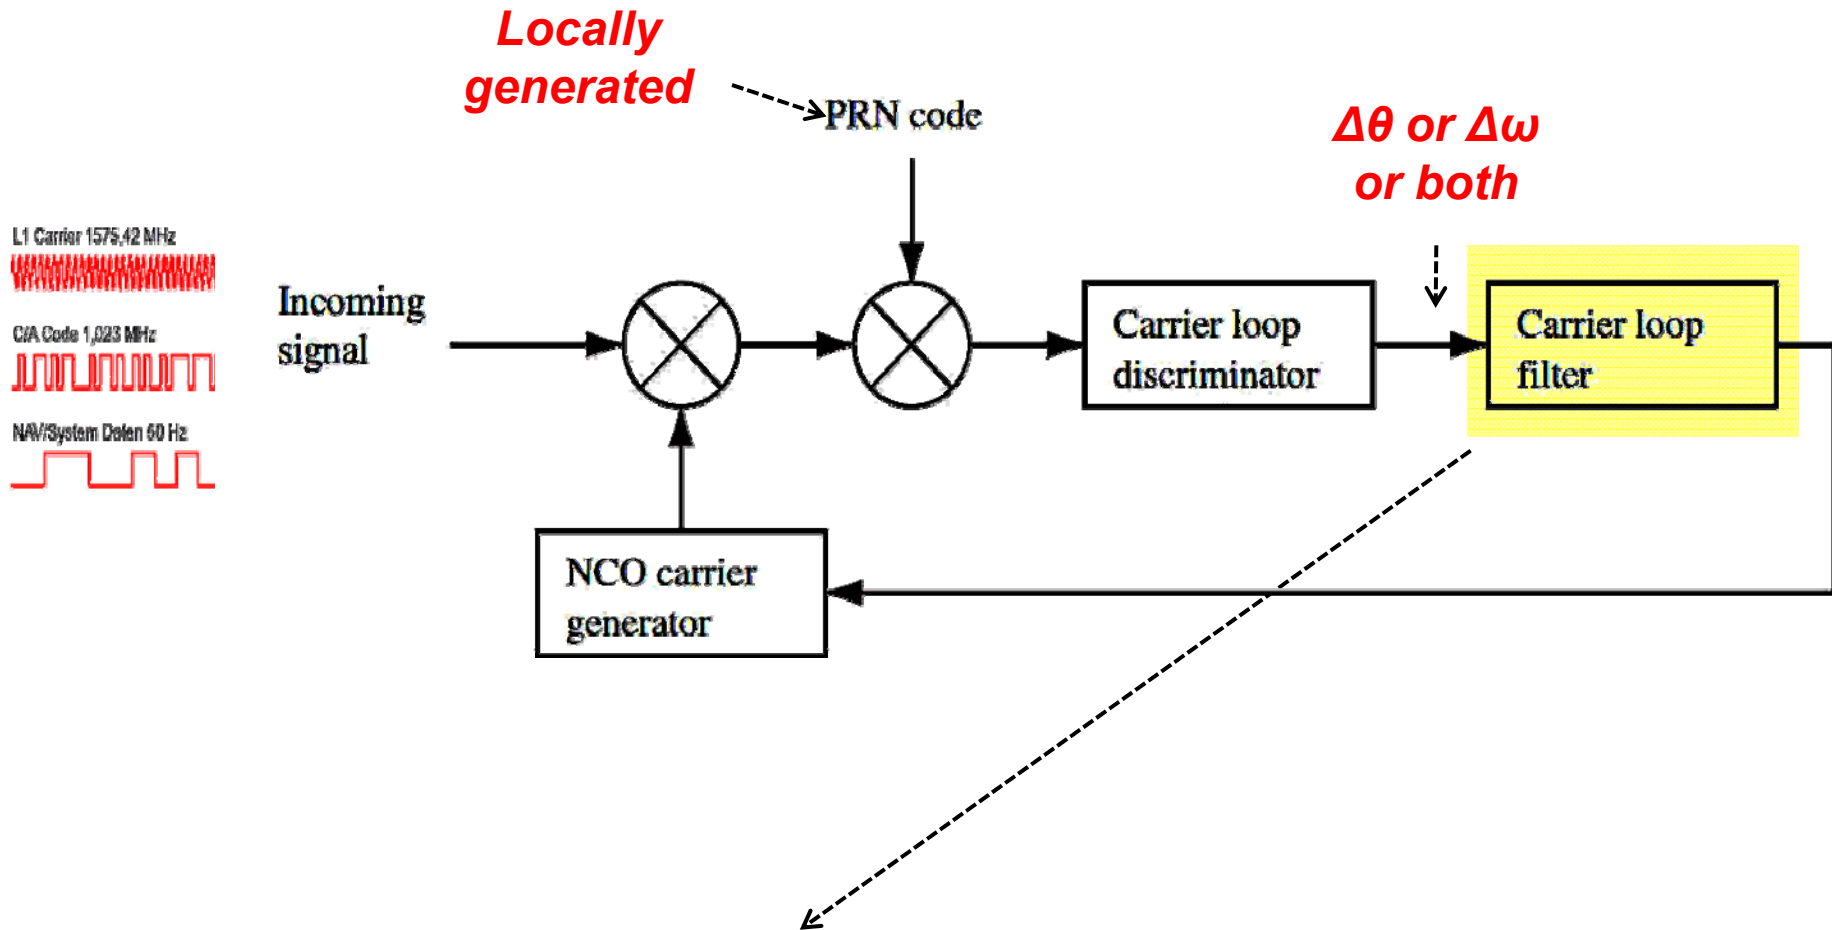 Locally
generated
PRN code
Δθ or Δω
or both
L1 Carrier 1575,42 MHz
C/A Code 1,023 MHz
NAV/System Daten 50 Hz
Incoming
signal
Carrier loop
discriminator
Carrier loop
filter
NCO carrier
generator